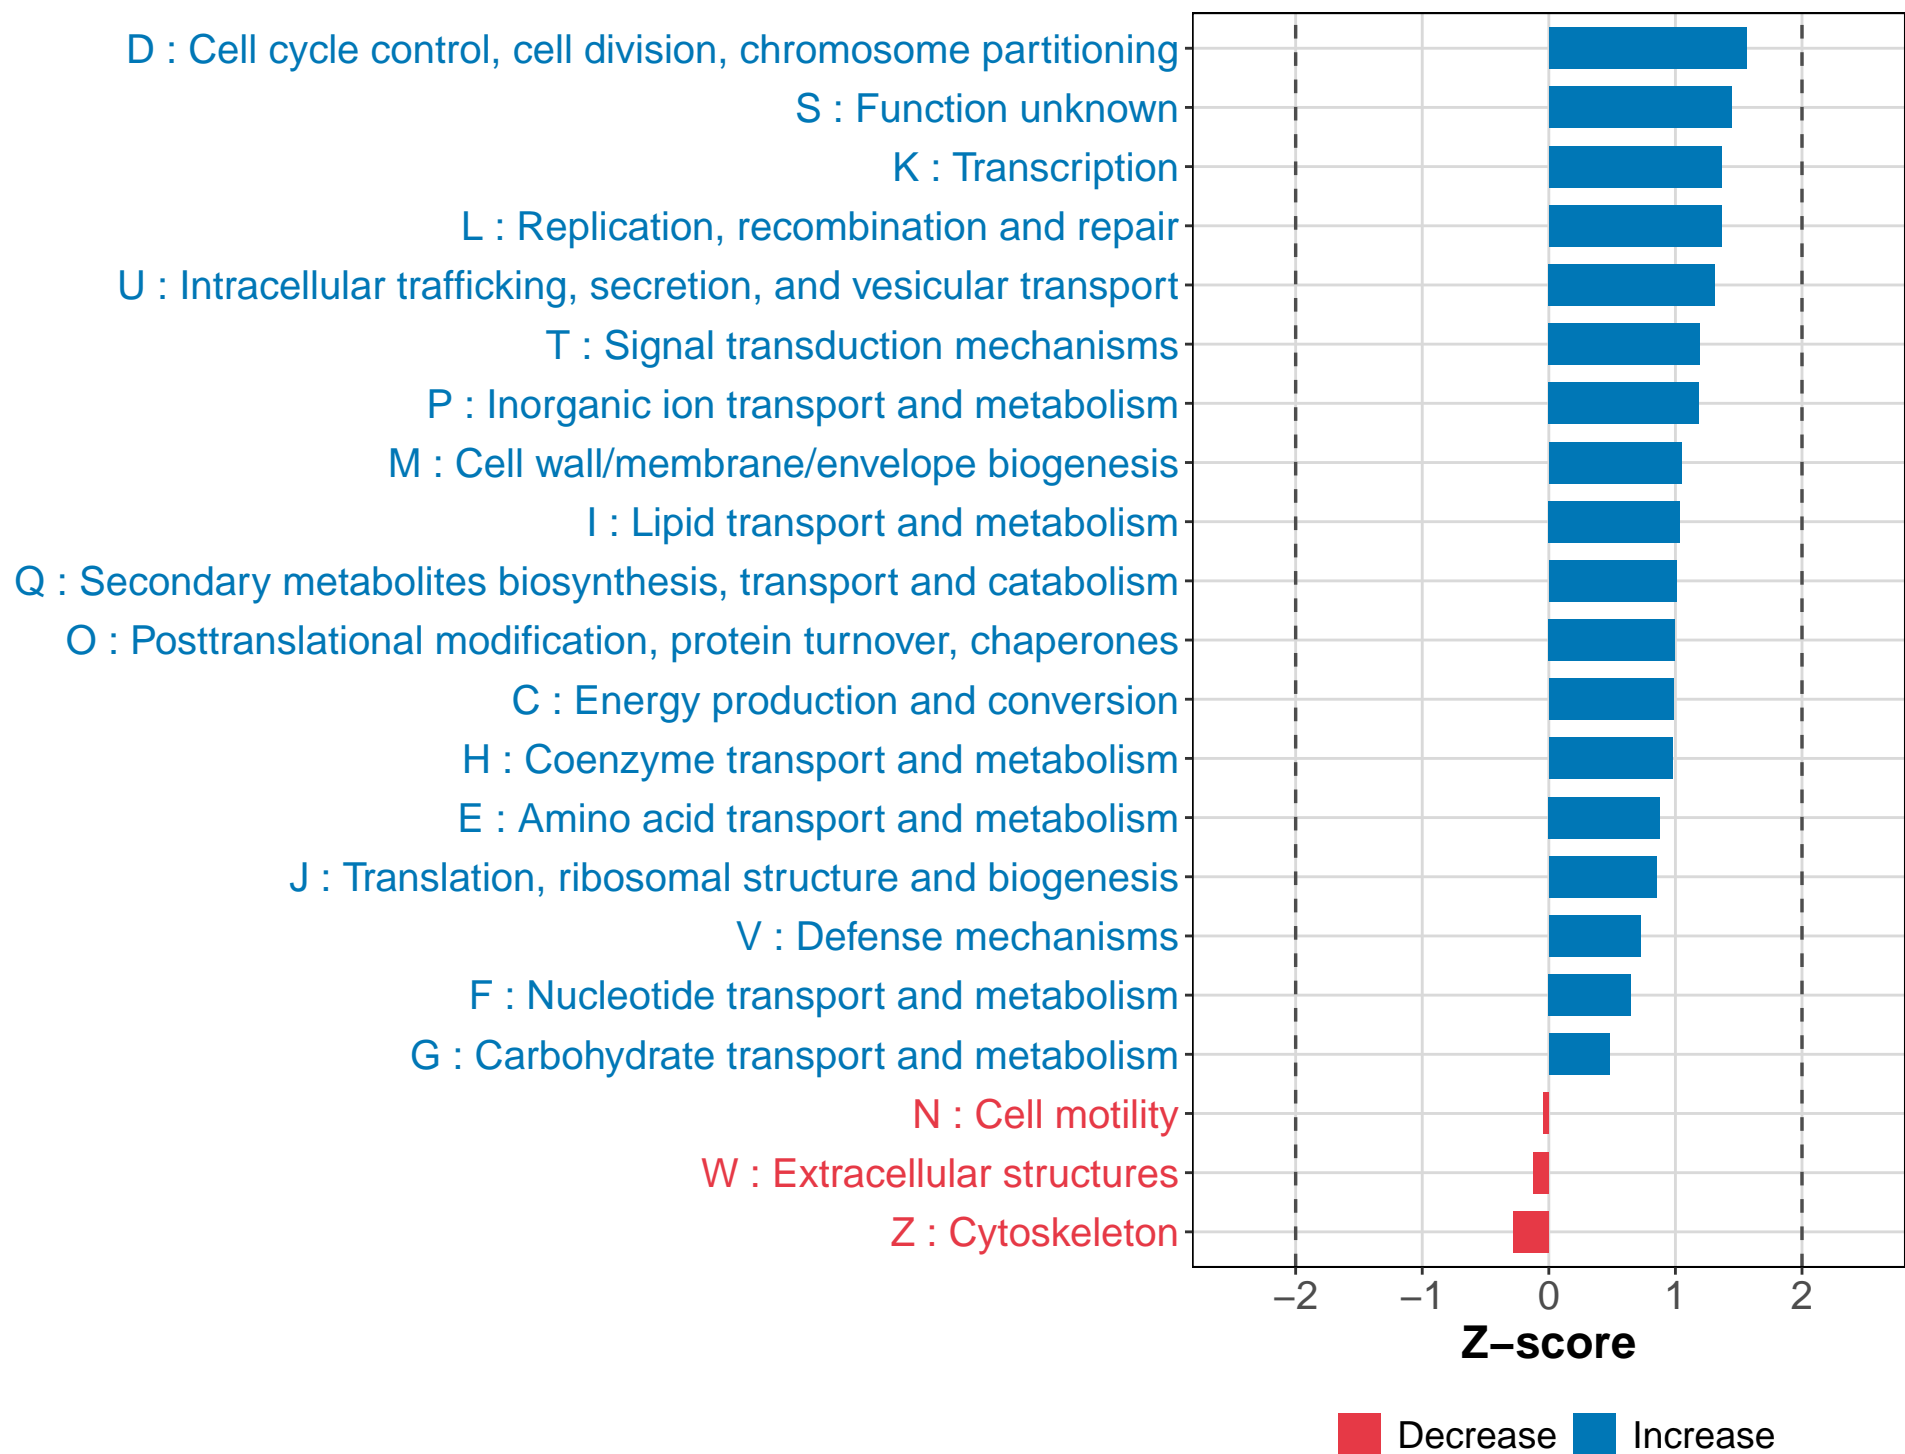 D : Cell cycle control, cell division, chromosome partitioning
S : Function unknown
K : Transcription
L : Replication, recombination and repair
U : Intracellular trafficking, secretion, and vesicular transport
T : Signal transduction mechanisms
P : Inorganic ion transport and metabolism
M : Cell wall/membrane/envelope biogenesis
I : Lipid transport and metabolism
Q : Secondary metabolites biosynthesis, transport and catabolism
O : Posttranslational modification, protein turnover, chaperones
C : Energy production and conversion
H : Coenzyme transport and metabolism
E : Amino acid transport and metabolism
J : Translation, ribosomal structure and biogenesis
V : Defense mechanisms
F : Nucleotide transport and metabolism
G : Carbohydrate transport and metabolism
N : Cell motility
W : Extracellular structures
Z : Cytoskeleton
−2 −1 0 1 2
Z−score
Decrease Increase